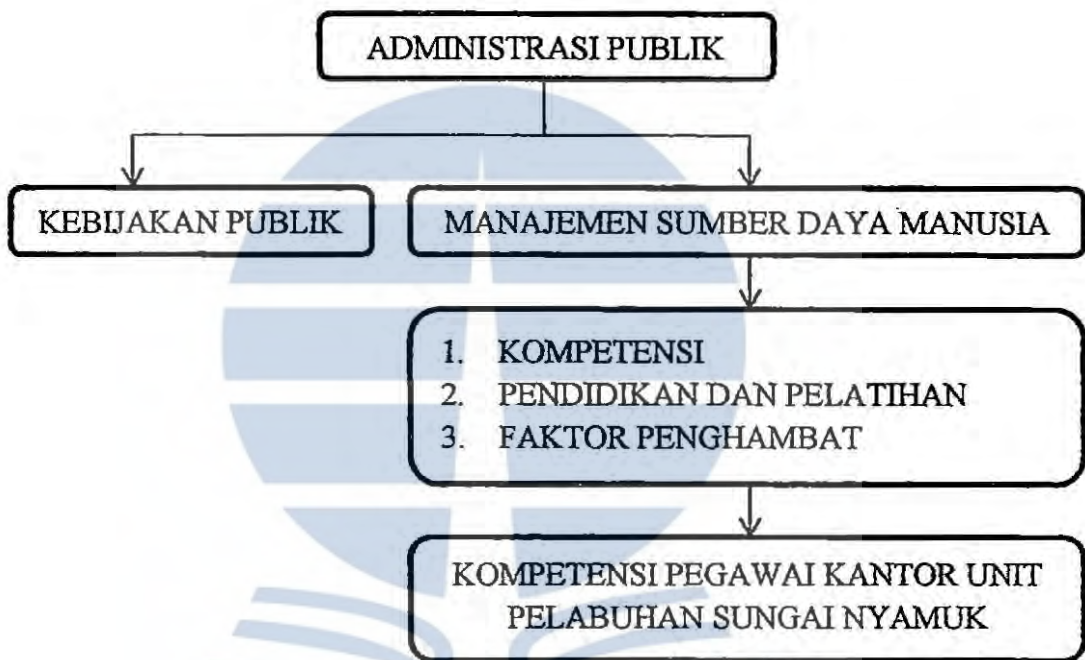 ADMINISTRASI PUBLIK
KEBIJAKAN PUBLIK
MANAJEMEN SUMBER DAYA MANUSIA
1. KOMPETENSI
2. PENDIDIKAN DAN PELATIHAN
3. FAKTOR PENGHAMBAT
KOMPETENSI PEGAWAI KANTOR UNIT
PELABUHAN SUNGAI NYAMUK